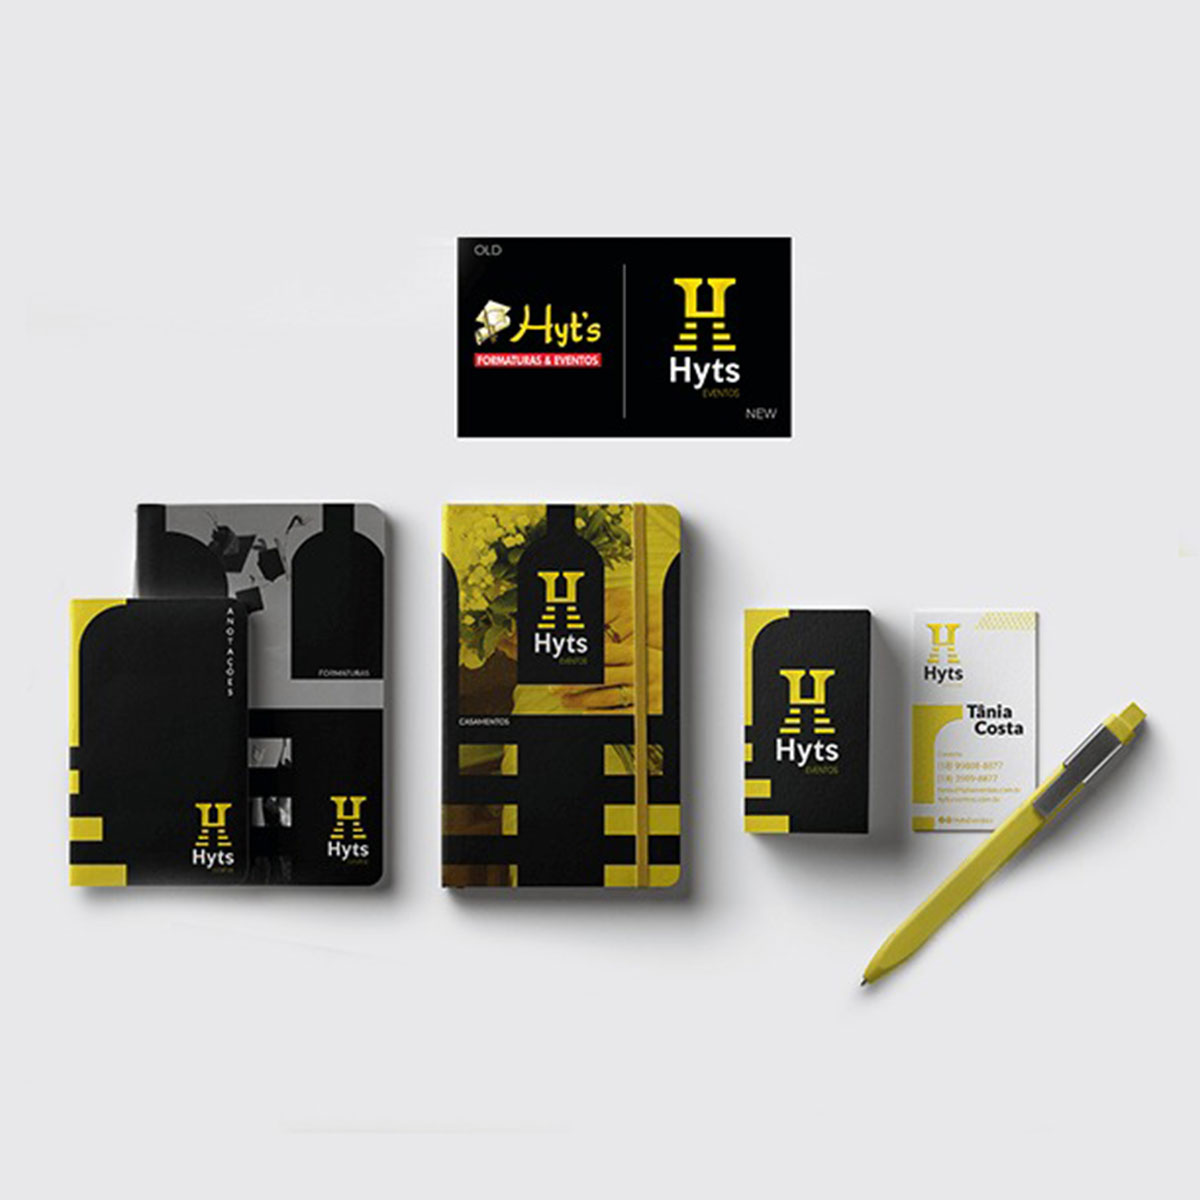 OLD
Hyt's
FORMATURAS & EVENTOS
Hyts
EVENTOS
NEW
ANOTAÇÕES
Hyts
FORMATURAS
Hyts
Hyts
EVENTOS
CASAMENTOS
Hyts
EVENTOS
Hyts
Tânia
Costa